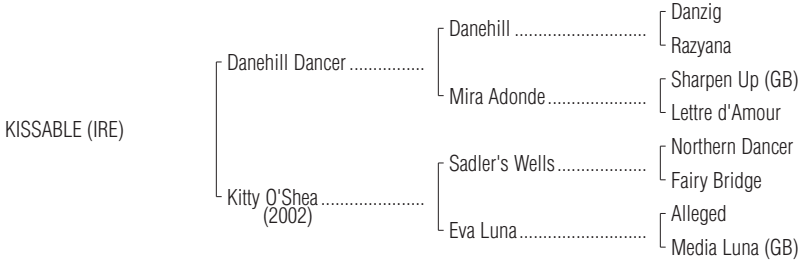 Danzig
Danehill ..........................
Razyana
Danehill Dancer ...............
Sharpen Up (GB)
Mira Adonde ...................
Lettre d'Amour
KISSABLE (IRE)
Northern Dancer
Sadler's Wells .................
Fairy Bridge
Kitty O'Shea .....................
(2002)
Alleged
Eva Luna ........................
Media Luna (GB)